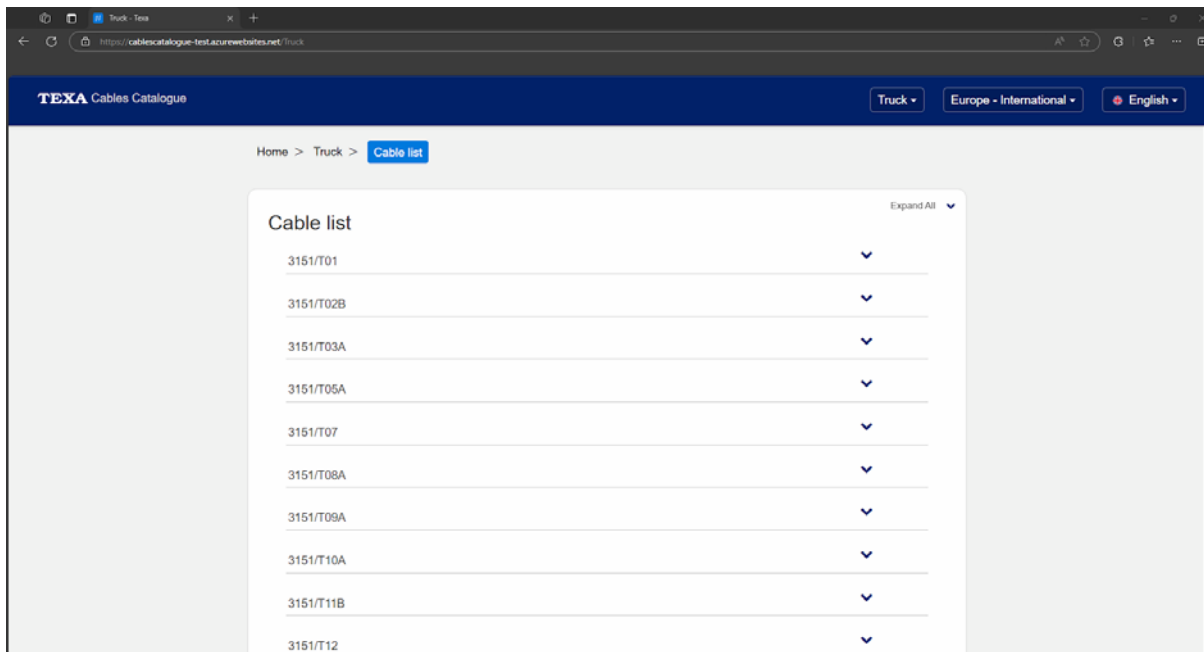 Truck - Texa
https://cablescatalogue-test.azurewebsites.net/Truck
TEXA Cables Catalogue
Truck
Europe - International
English
Home > Truck > Cable list
Expand All
Cable list
3151/T01
3151/T02B
3151/T03A
3151/T05A
3151/T07
3151/T08A
3151/T09A
3151/T10A
3151/T11B
3151/T12